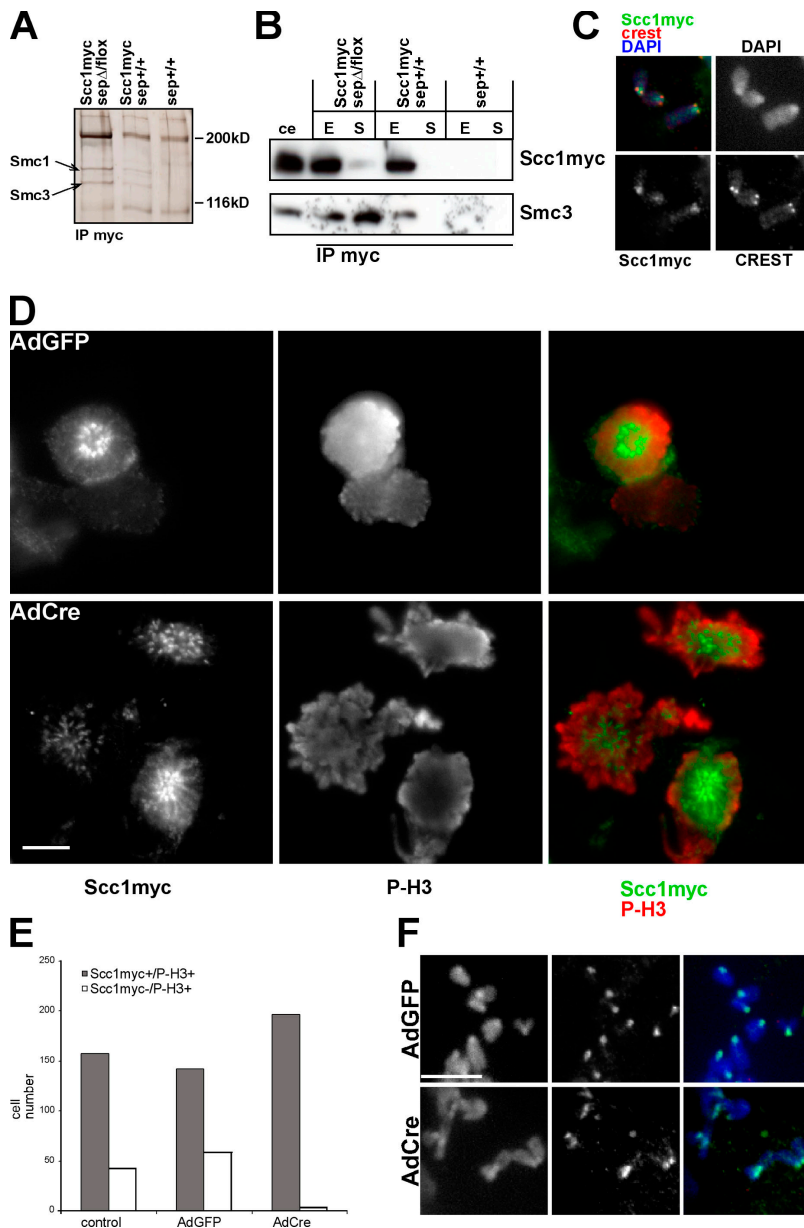 A
Scc1myc
sepΔ/flox
Scc1myc
sep+/+
sep+/+
200kD
Smc1
Smc3
116kD
IP myc
B
Scc1myc
sepΔ/flox
Scc1myc
sep+/+
sep+/+
ce E S E S E S
Scc1myc
Smc3
IP myc
C
Scc1myc
crest
DAPI
DAPI
Scc1myc
CREST
D
AdGFP
AdCre
Scc1myc
P-H3
Scc1myc
P-H3
E
250
200
150
100
50
0
cell
number
Scc1myc+/P-H3+
Scc1myc-/P-H3+
control
AdGFP
AdCre
F
AdGFP
AdCre